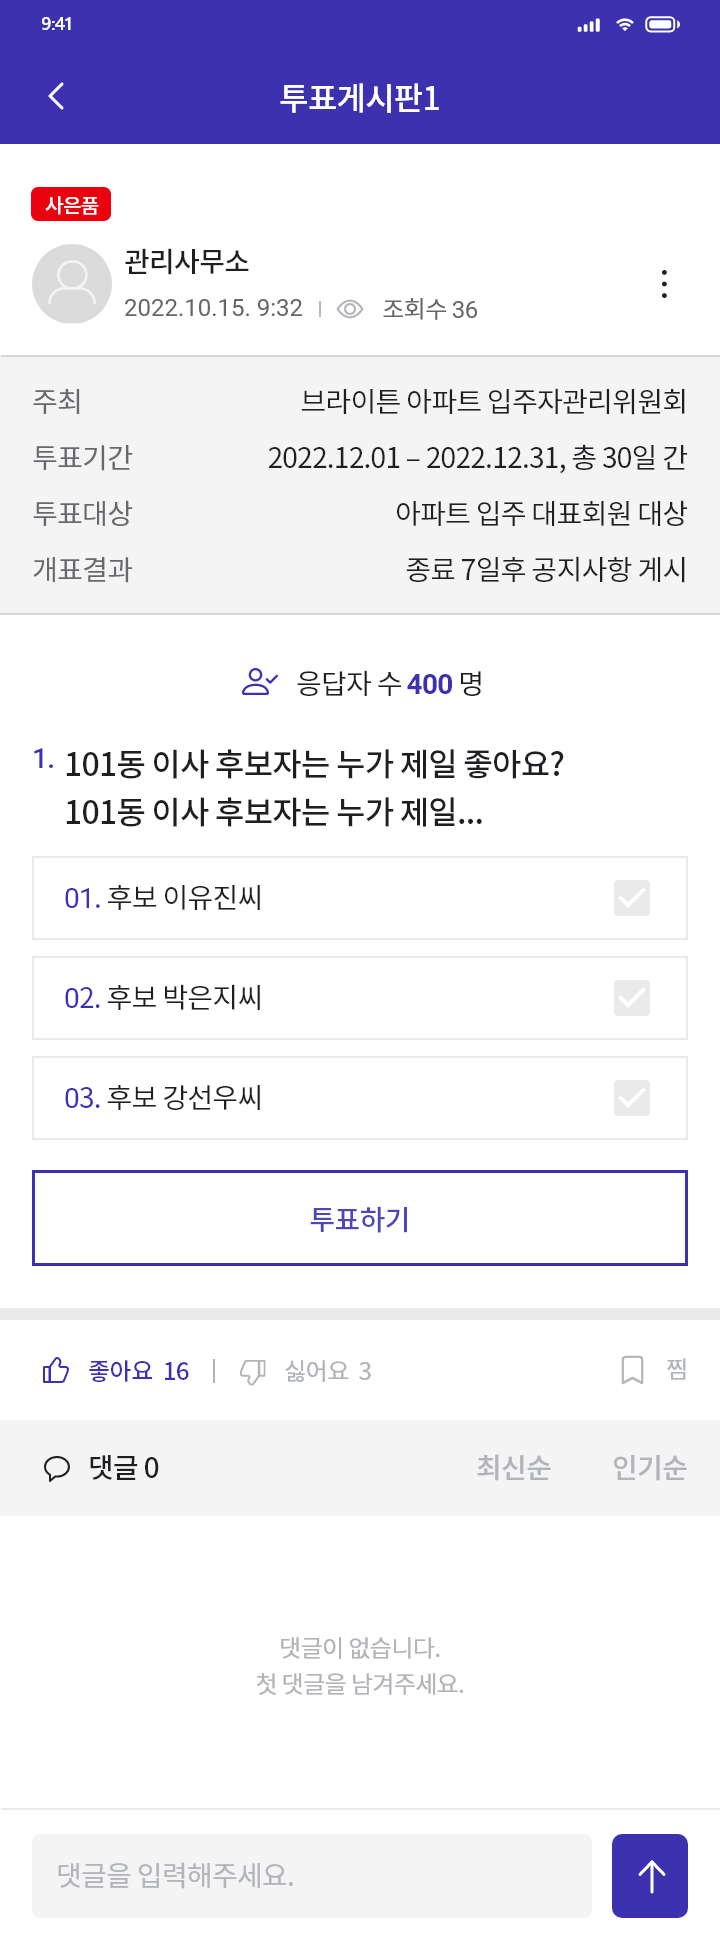 9:41
투표게시판1
사은품
관리사무소
2022.10.15. 9:32 | 조회수 36
주최 브라이튼 아파트 입주자관리위원회
투표기간 2022.12.01 – 2022.12.31, 총 30일 간
투표대상 아파트 입주 대표회원 대상
개표결과 종료 7일후 공지사항 게시
응답자 수 400 명
1. 101동 이사 후보자는 누가 제일 좋아요?
101동 이사 후보자는 누가 제일...
01. 후보 이유진씨
02. 후보 박은지씨
03. 후보 강선우씨
투표하기
좋아요 16 | 싫어요 3 찜
댓글 0 최신순 인기순
댓글이 없습니다.
첫 댓글을 남겨주세요.
댓글을 입력해주세요.